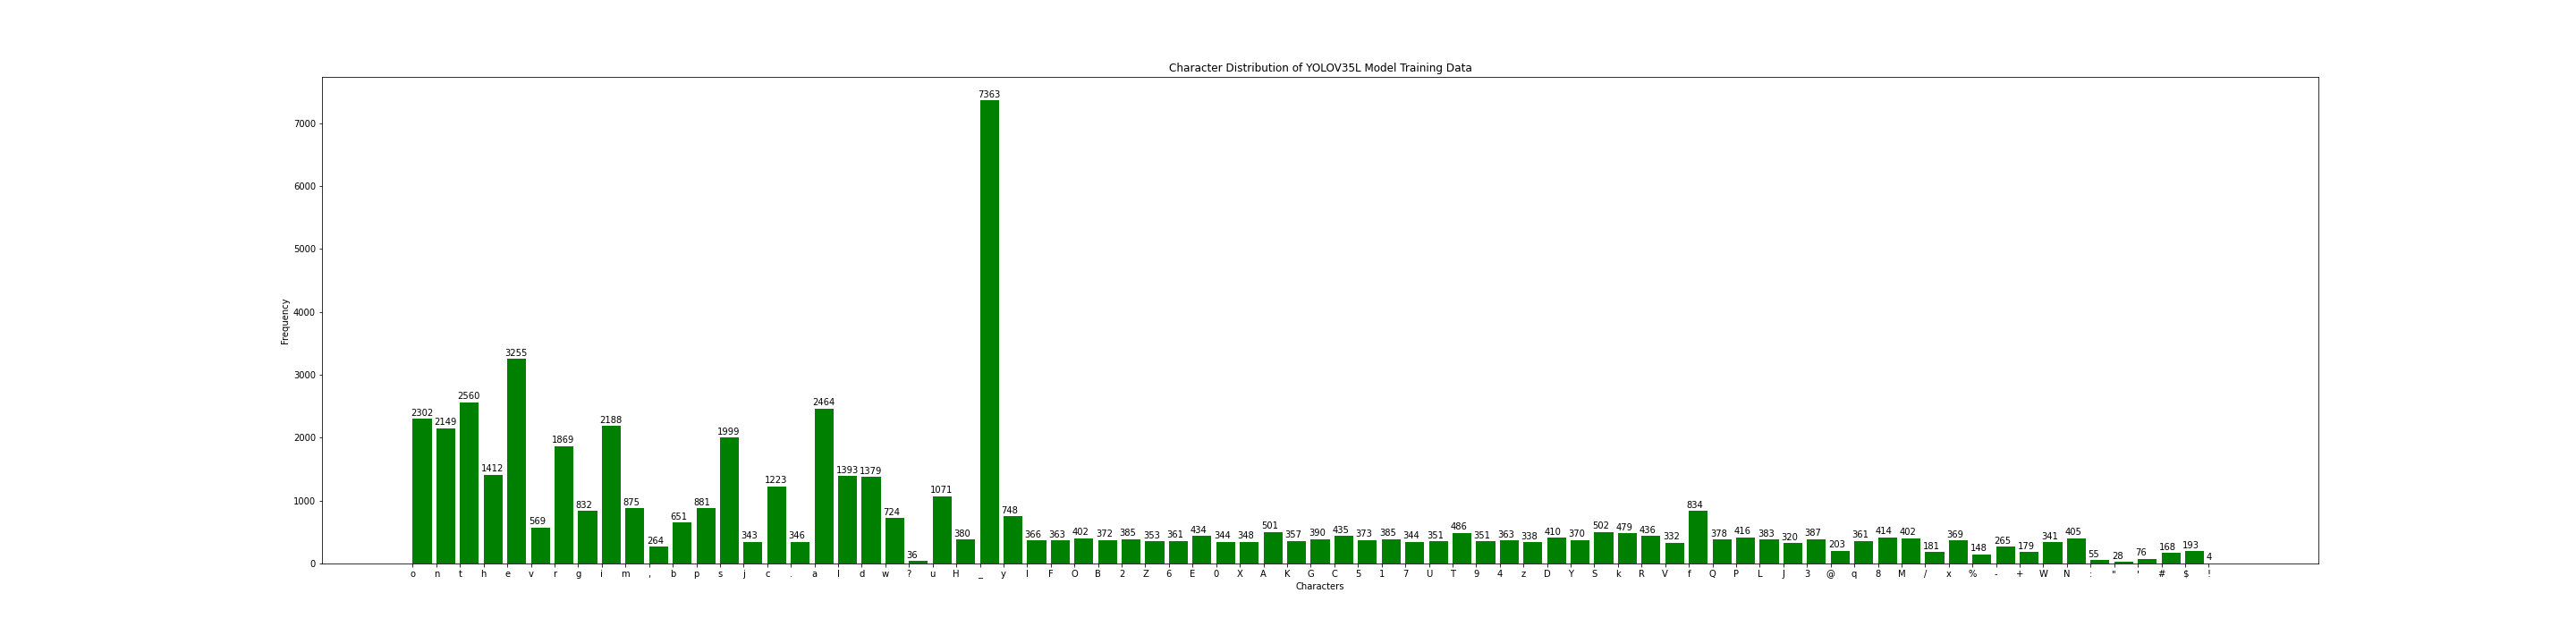 Character Distribution of YOLOV35L Model Training Data
7000
6000
5000
4000
3000
2000
1000
0
Frequency
2302 2149 2560 1412 3255 569 1869 832 2188 875 264 651 881 1999 343 1223 346 2464 1393 1379 724 36 1071 380 7363 748 366 363 402 372 385 353 361 434 344 348 501 357 390 435 373 385 344 351 486 351 363 338 410 370 502 479 436 332 834 378 416 383 320 387 203 361 414 402 181 369 148 265 179 341 405 55 28 76 168 193 4
o n t h e v r g i m , b p s j c . a l d w ? u H _ y I F O B 2 Z 6 E 0 X A K G C 5 1 7 U T 9 4 z D Y S k R V f Q P L J 3 @ q 8 M / x % - + W N : " ' # $ !
Characters